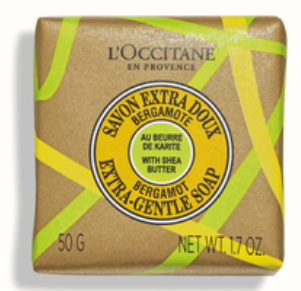 L'OCCITANE
EN PROVENCE
SAVON EXTRA DOUX
BERGAMOTE
AU BEURRE
DE KARITE
WITH SHEA
BUTTER
BERGAMOT
EXTRA-GENTLE SOAP
50 G
NET WT. 1.7 OZ.